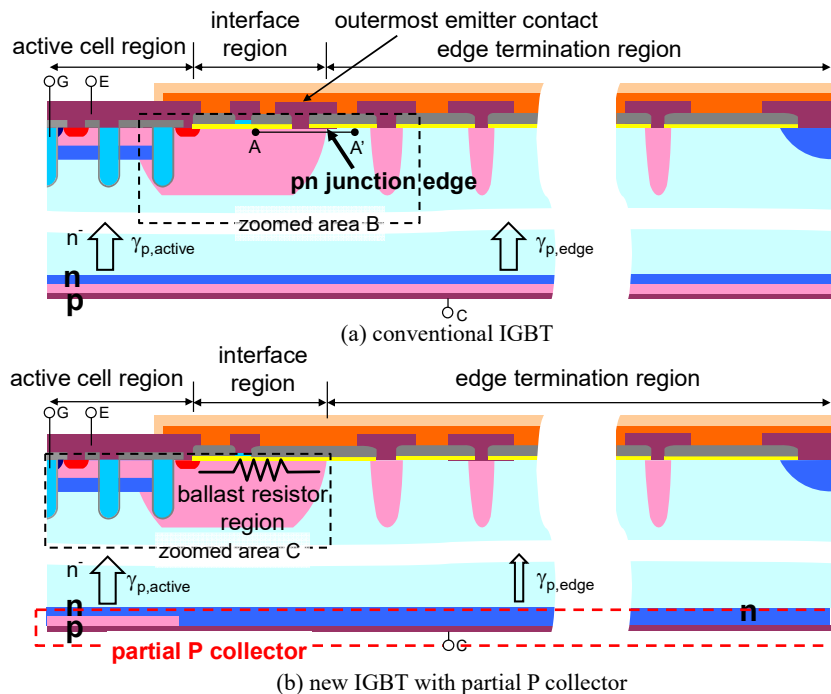 outermost emitter contact
interface
region
active cell region
edge termination region
G
E
A
A'
pn junction edge
zoomed area B
n-
γp,active
γp,edge
n
p
C
(a) conventional IGBT
interface
region
active cell region
edge termination region
G
E
ballast resistor
region
zoomed area C
n-
γp,active
γp,edge
n
n
p
C
partial P collector
(b) new IGBT with partial P collector